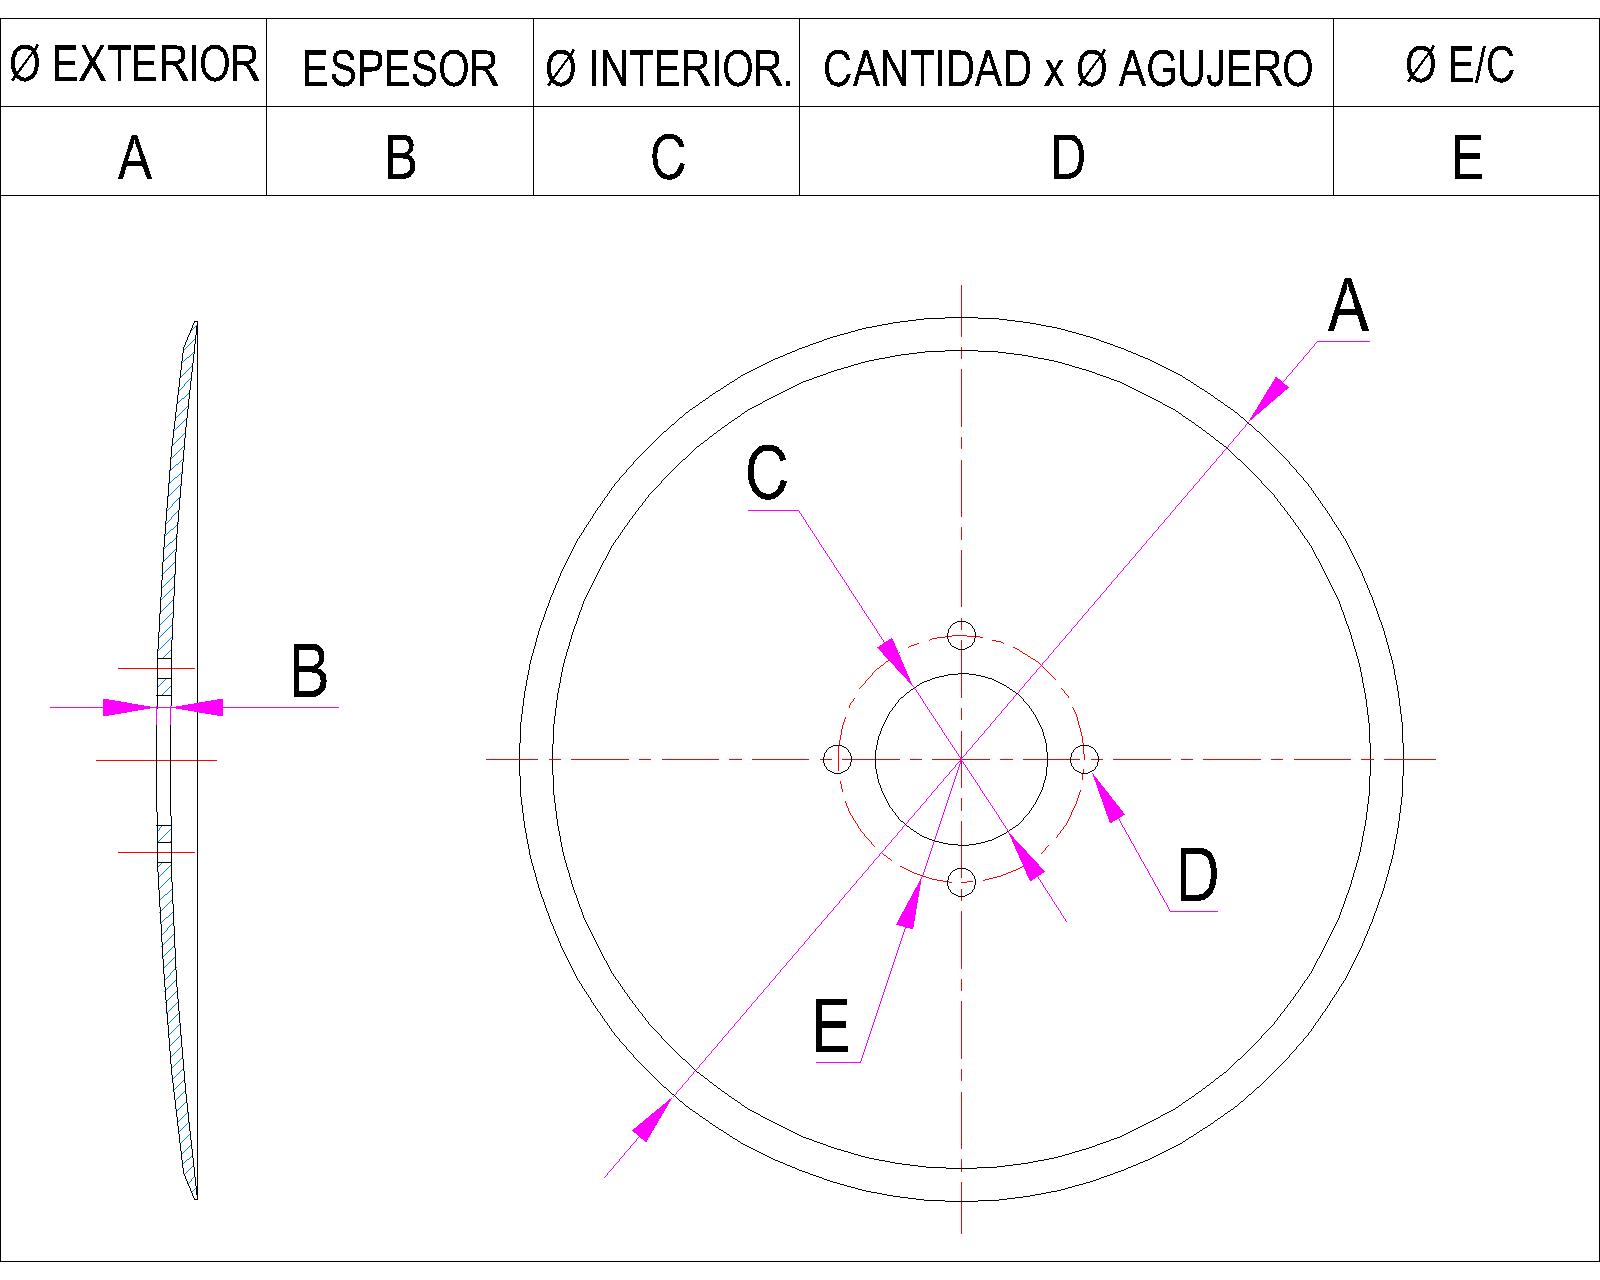 Ø EXTERIOR ESPESOR Ø INTERIOR. CANTIDAD x Ø AGUJERO Ø E/C
A B C D E
A
C
B
D
E